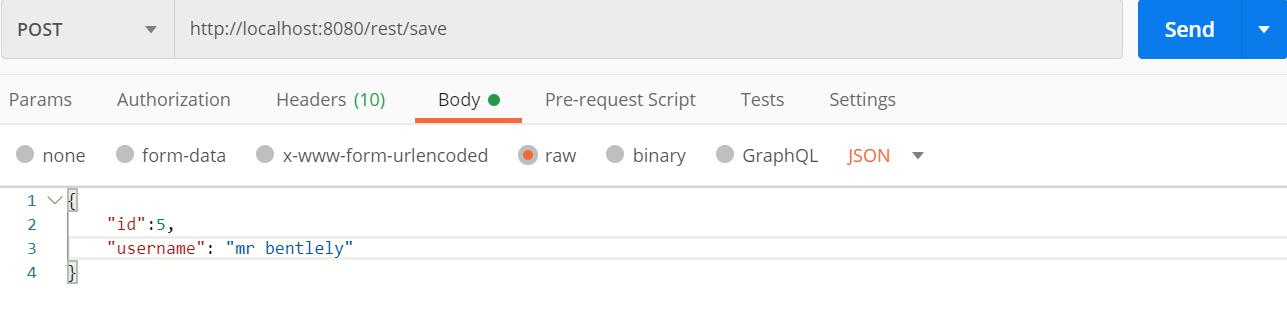 POST http://localhost:8080/rest/save Send
Params Authorization Headers (10) Body Pre-request Script Tests Settings
none form-data x-www-form-urlencoded raw binary GraphQL JSON
1 {
2 "id":5,
3 "username": "mr bentlely"
4 }